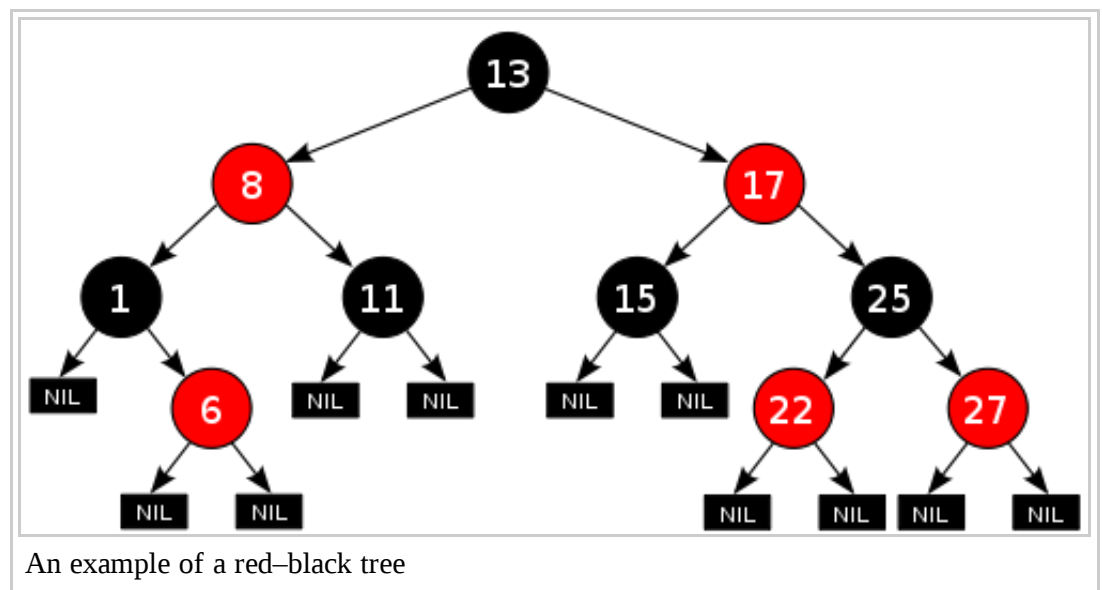 13
8 17
1 11 15 25
NIL 6 NIL NIL NIL NIL 22 27
NIL NIL NIL NIL NIL NIL
An example of a red–black tree